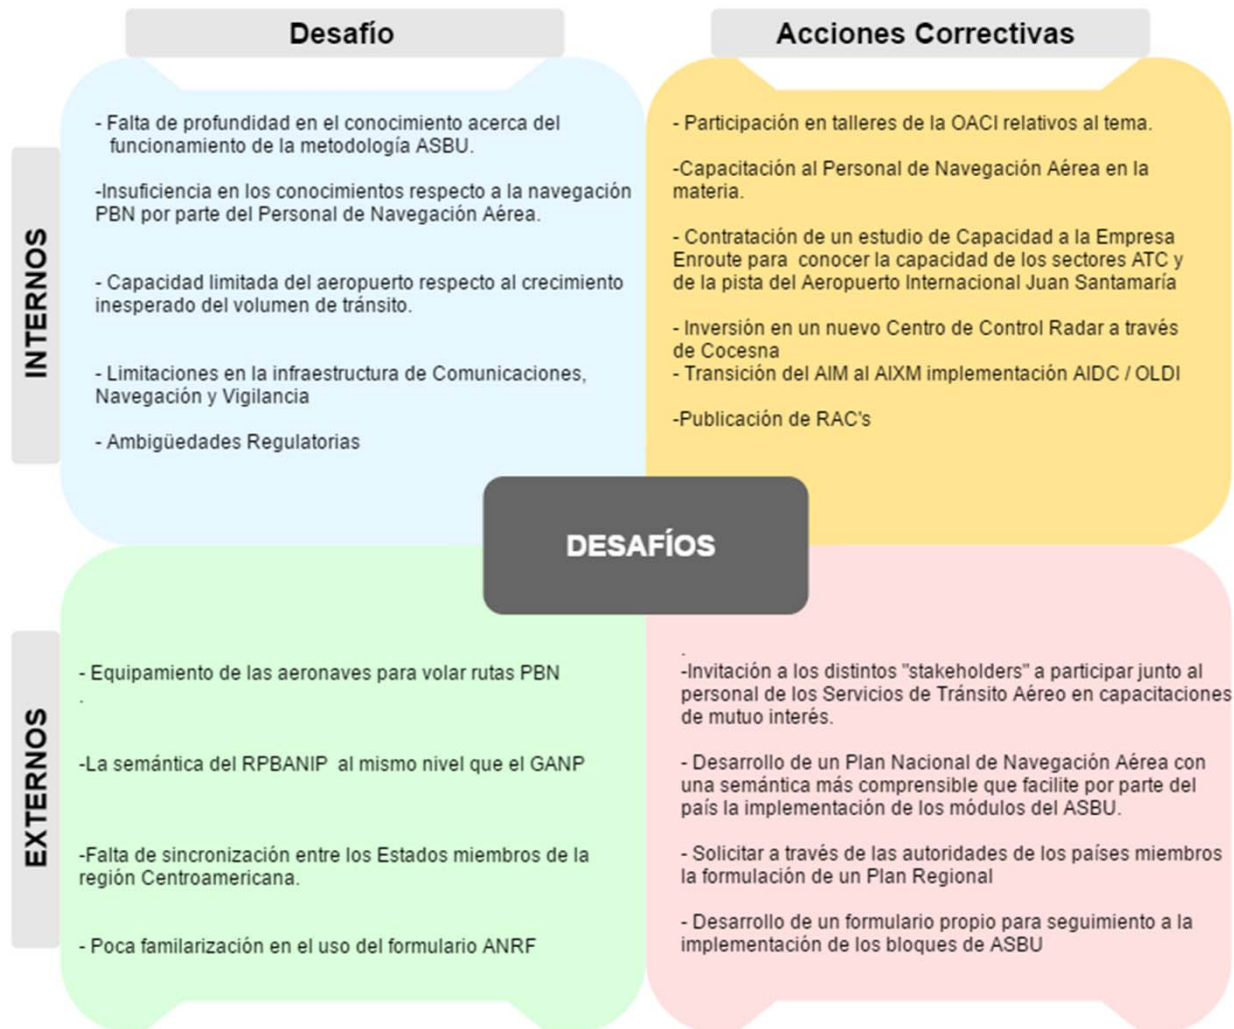 Desafío
Acciones Correctivas
INTERNOS
- Falta de profundidad en el conocimiento acerca del
funcionamiento de la metodología ASBU.
-Insuficiencia en los conocimientos respecto a la navegación
PBN por parte del Personal de Navegación Aérea.
- Capacidad limitada del aeropuerto respecto al crecimiento
inesperado del volumen de tránsito.
- Limitaciones en la infraestructura de Comunicaciones,
Navegación y Vigilancia
- Ambigüedades Regulatorias
- Participación en talleres de la OACI relativos al tema.
-Capacitación al Personal de Navegación Aérea en la
materia.
- Contratación de un estudio de Capacidad a la Empresa
Enroute para conocer la capacidad de los sectores ATC y
de la pista del Aeropuerto Internacional Juan Santamaría
- Inversión en un nuevo Centro de Control Radar a través
de Cocesna
- Transición del AIM al AIXM implementación AIDC / OLDI
-Publicación de RAC's
DESAFÍOS
EXTERNOS
- Equipamiento de las aeronaves para volar rutas PBN
.
-La semántica del RPBANIP al mismo nivel que el GANP
-Falta de sincronización entre los Estados miembros de la
región Centroamericana.
- Poca familarización en el uso del formulario ANRF
.
-Invitación a los distintos "stakeholders" a participar junto al
personal de los Servicios de Tránsito Aéreo en capacitaciones
de mutuo interés.
- Desarrollo de un Plan Nacional de Navegación Aérea con
una semántica más comprensible que facilite por parte del
país la implementación de los módulos del ASBU.
- Solicitar a través de las autoridades de los países miembros
la formulación de un Plan Regional
- Desarrollo de un formulario propio para seguimiento a la
implementación de los bloques de ASBU